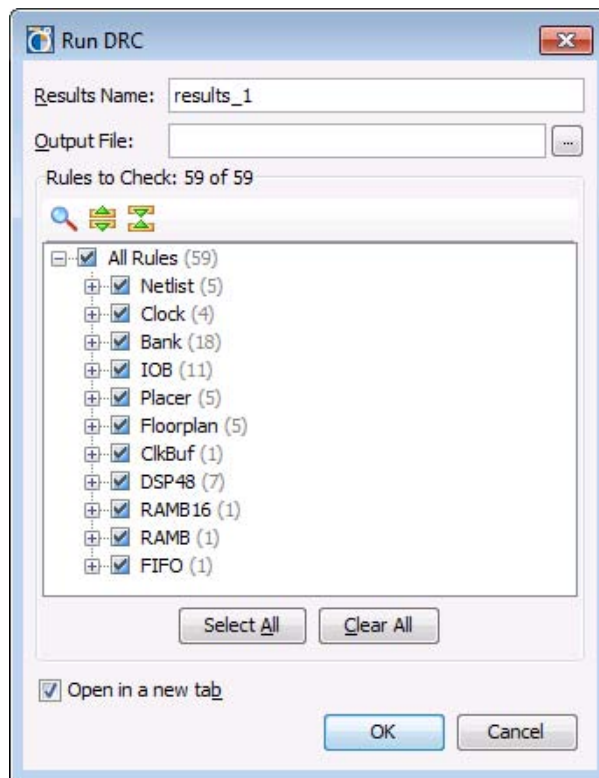 Run DRC
Results Name: results_1
Output File:
...
Rules to Check: 59 of 59
All Rules (59)
Netlist (5)
Clock (4)
Bank (18)
IOB (11)
Placer (5)
Floorplan (5)
ClkBuf (1)
DSP48 (7)
RAMB16 (1)
RAMB (1)
FIFO (1)
Select All Clear All
Open in a new tab
OK Cancel